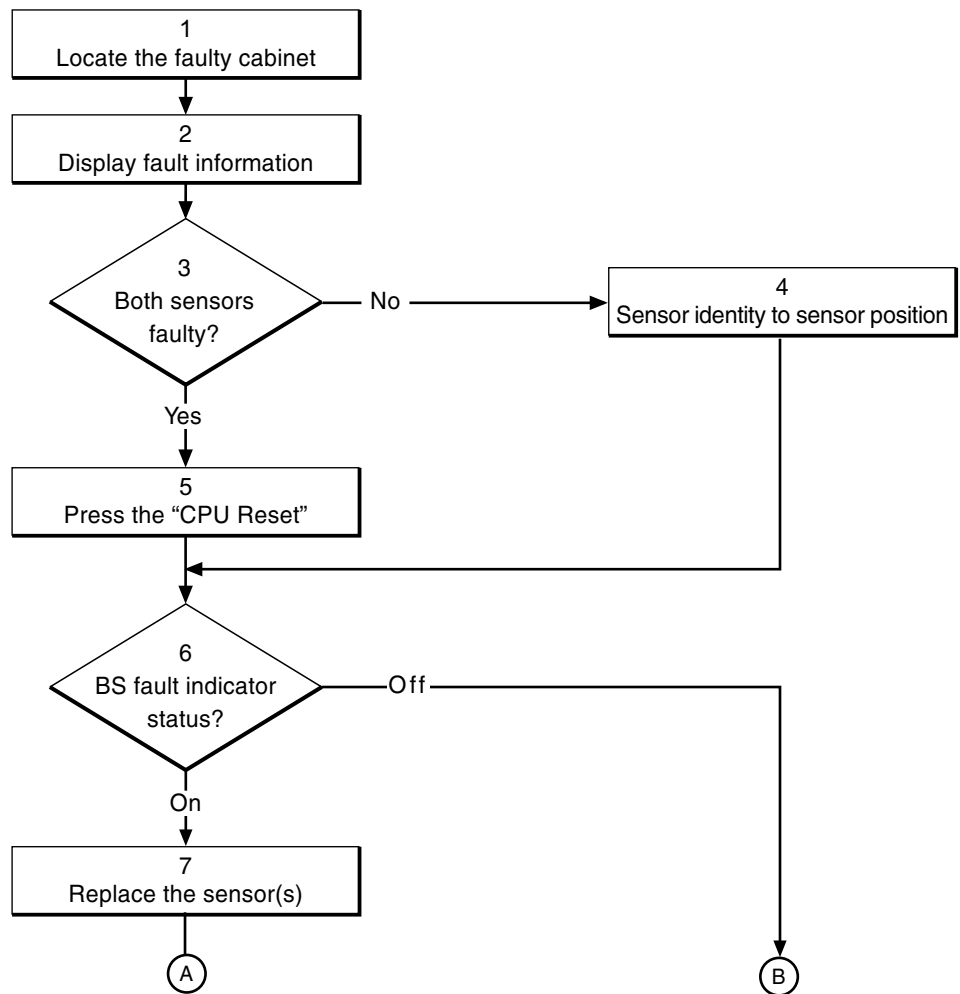 1
Locate the faulty cabinet
2
Display fault information
3
Both sensors
faulty?
No
4
Sensor identity to sensor position
Yes
5
Press the “CPU Reset”
6
BS fault indicator
status?
Off
On
7
Replace the sensor(s)
A
B